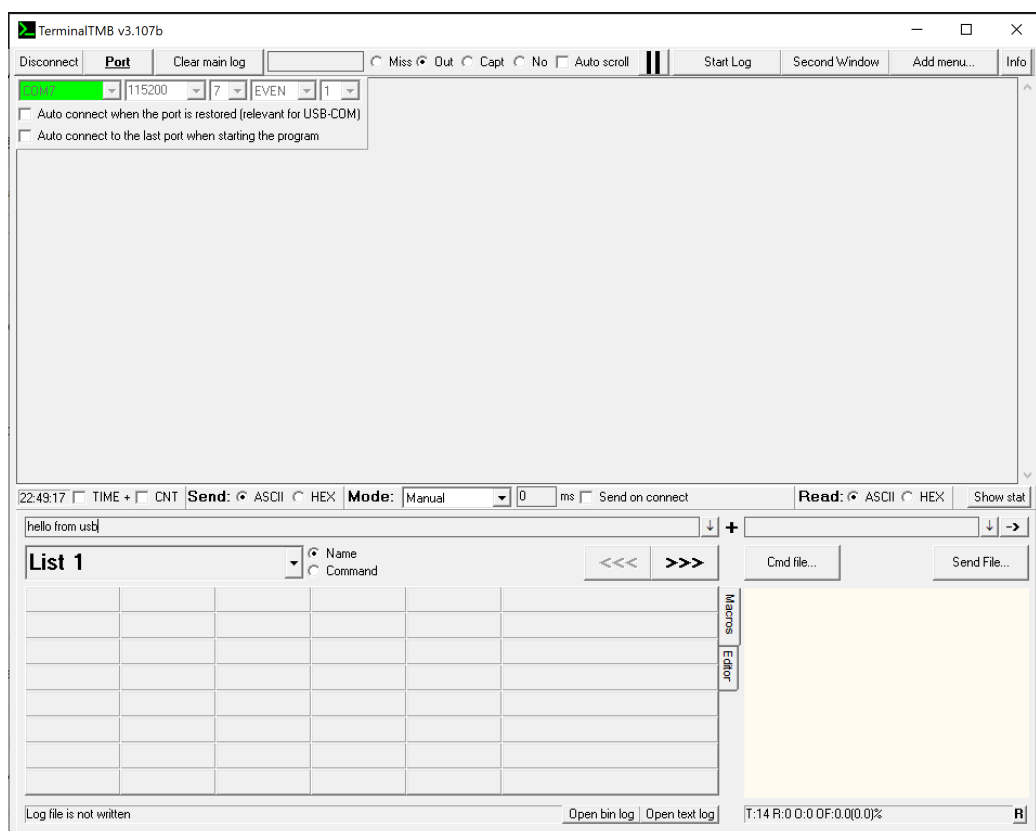 TerminalTMB v3.107b
Disconnect Port Clear main log Miss Out Capt No Auto scroll Start Log Second Window Add menu... Info
COM7 115200 7 EVEN 1
Auto connect when the port is restored (relevant for USB-COM)
Auto connect to the last port when starting the program
22:49:17 TIME + CNT Send: ASCII HEX Mode: Manual 0 ms Send on connect Read: ASCII HEX Show stat
hello from usb ↓ + ↓ ->
List 1 Name <<< >>> Cmd file... Send File...
Command
Macros
Editor
Log file is not written Open bin log Open text log T:14 R:0 O:0 OF:0.0(0.0)% R